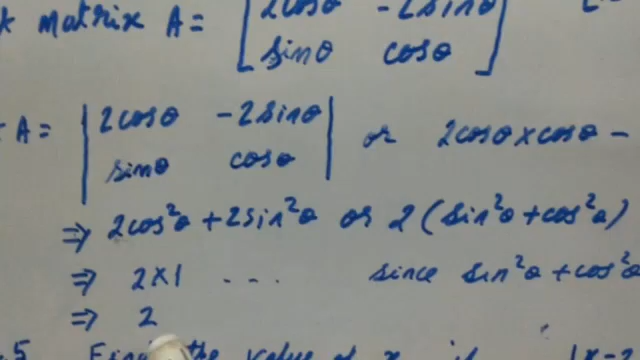 matrix A = [2cosθ -2sinθ
sinθ cosθ]
A = |2cosθ -2sinθ
sinθ cosθ| or 2cosθ×cosθ -
⇒ 2cos²θ + 2sin²θ or 2(sin²θ + cos²θ)
⇒ 2×1 ... since sin²θ + cos²θ
⇒ 2
.5 the value of x if